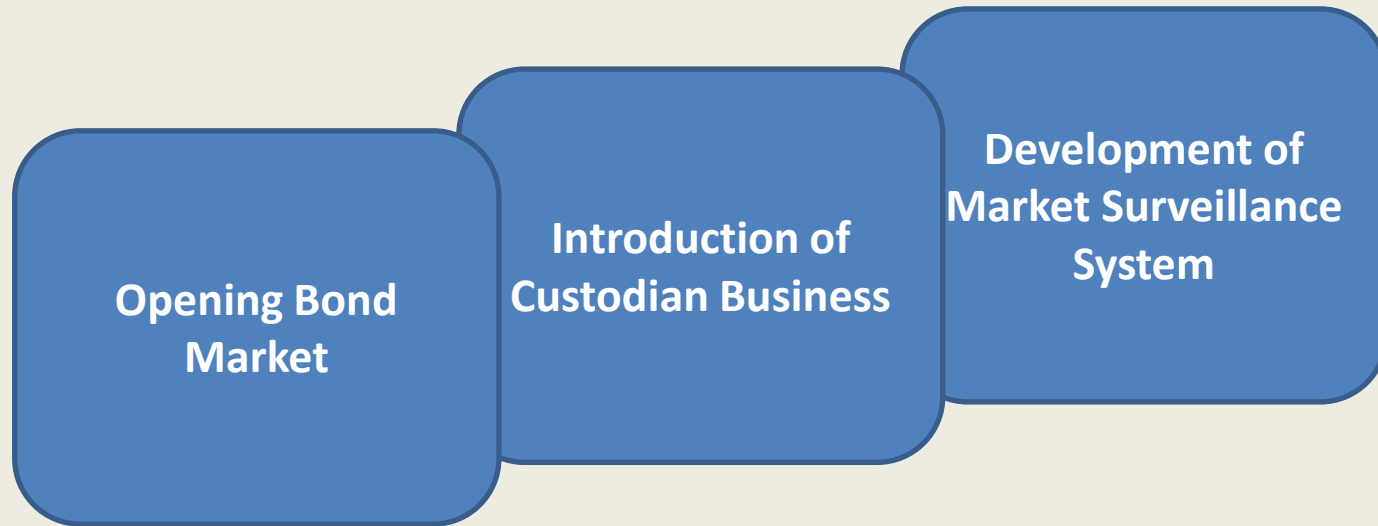 Opening Bond
Market
Introduction of
Custodian Business
Development of
Market Surveillance
System